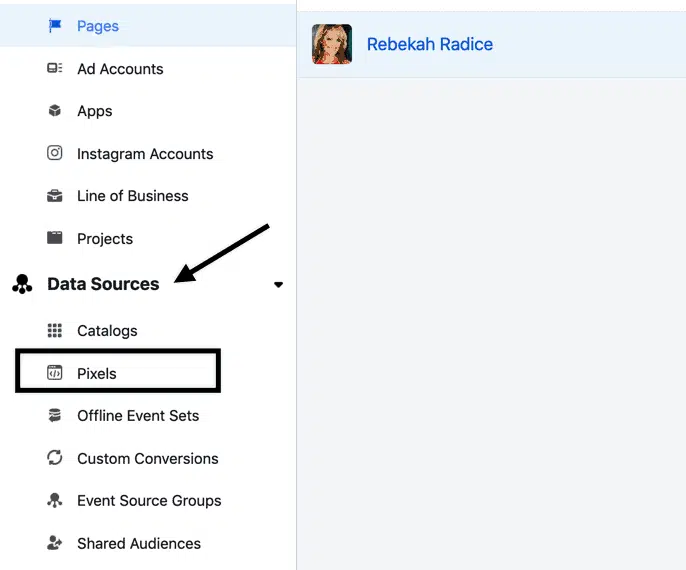 Pages
Rebekah Radice
Ad Accounts
Apps
Instagram Accounts
Line of Business
Projects
Data Sources
Catalogs
Pixels
Offline Event Sets
Custom Conversions
Event Source Groups
Shared Audiences